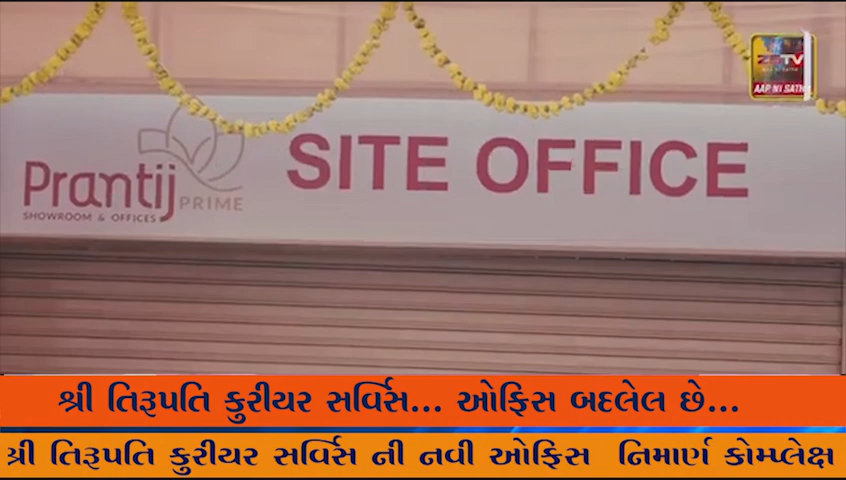 AAP NI SATHE
Prantij
PRIME
SHOWROOM & OFFICES
SITE OFFICE
શ્રી તિરૂપતિ કુરીયર સર્વિસ... ઓફિસ બદલેલ છે...
શ્રી તિરૂપતિ કુરીયર સર્વિસ ની નવી ઓફિસ નિમાર્ણ કોમ્પ્લેક્ષ